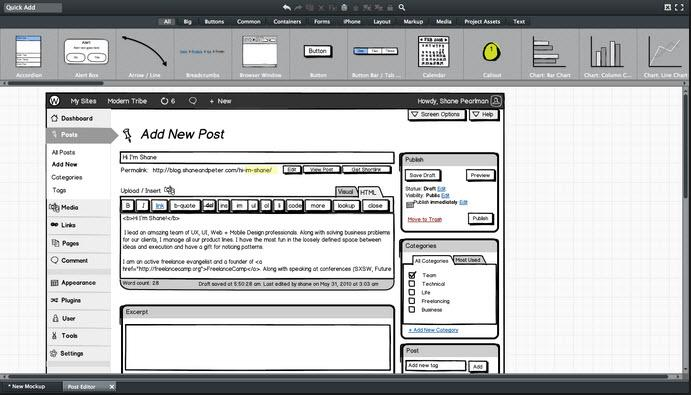 Quick Add
All Big Buttons Common Containers Forms iPhone Layout Markup Media Project Assets Text
Accordion Alert Box Arrow / Line Breadcrumbs Browser Window Button Button Bar / Tab ... Calendar Callout Chart: Bar Chart Chart: Column C... Chart: Line Chart
Button
FEB 2008
1
My Sites Modern Tribe 6 + New Howdy, Shane Pearlman
Screen Options Help
Dashboard
Posts
All Posts
Add New
Categories
Tags
Media
Links
Pages
Comment
Appearance
Plugins
User
Tools
Settings
Add New Post
Hi I'm Shane
Permalink: http://blog.shaneandpeter.com/hi-im-shane/ Edit View Post Get Shortlink
Upload / Insert Visual HTML
B I link b-quote del ins im ul ol li code more lookup close
<b>Hi I'm Shane!</b>
I lead an amazing team of UX, UI, Web + Mobile Design professionals. Along with solving business problems
for our clients, I manage all our product lines. I have the most fun in the loosely defined space between
ideas and execution and have a gift for noticing patterns.
I am an active freelance evangelist and a founder of <a
href="http://freelancecamp.org">FreelanceCamp</a>. Along with speaking at conferences (SXSW, Future
Word count: 28 Draft saved at 5:50:28 am. Last edited by shane on May 31, 2010 at 3:03 am
Excerpt
Publish
Save Draft Preview
Status: Draft Edit
Visibility: Public Edit
Publish immediately Edit
Move to Trash Publish
Categories
All Categories Most Used
Team
Technical
Life
Freelancing
Business
+ Add New Category
Post
Add new tag Add
* New Mockup Post Editor